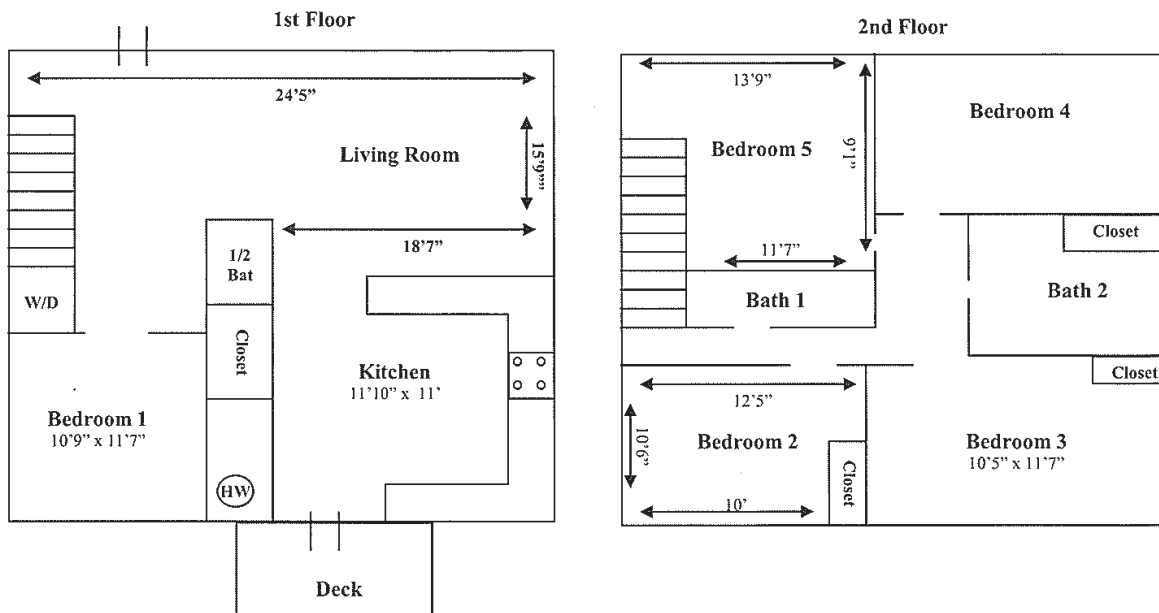 1st Floor
24'5"
Living Room
15'9""
18'7"
1/2
Bat
W/D
Closet
Kitchen
11'10" x 11'
Bedroom 1
10'9" x 11'7"
HW
Deck
2nd Floor
13'9"
Bedroom 4
Bedroom 5
9'1"
Closet
11'7"
Bath 1
Bath 2
Closet
12'5"
10'6"
Bedroom 2
Closet
Bedroom 3
10'5" x 11'7"
10'